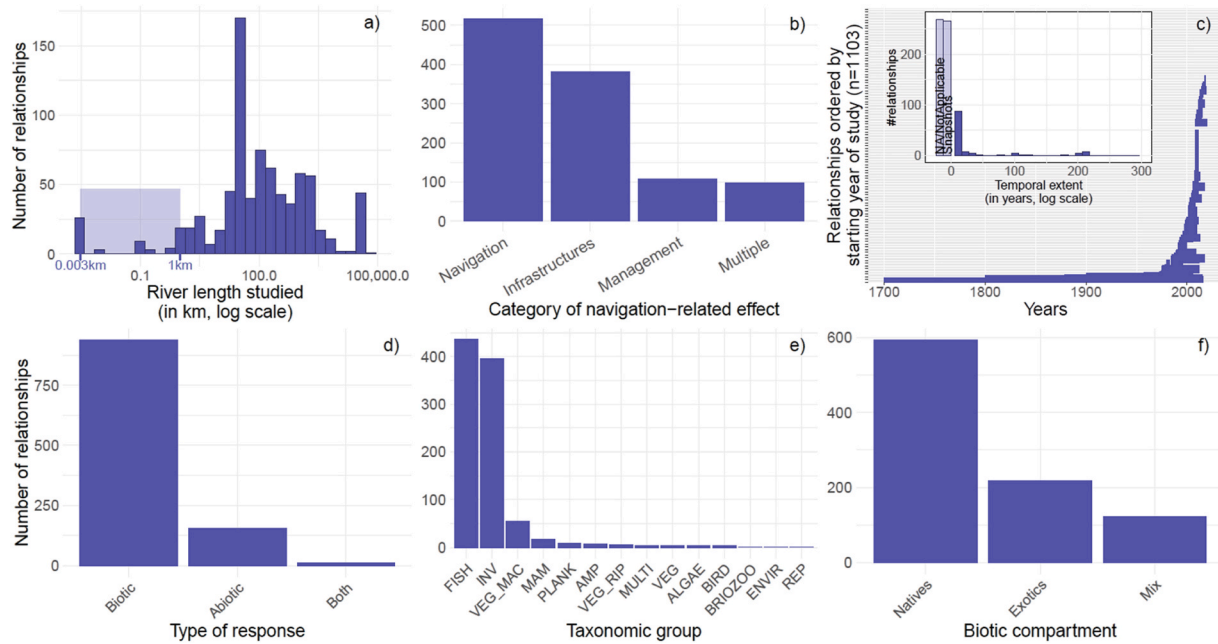 a)
Number of relationships
150
100
50
0
0.003km
0.1
1km
100.0
100,000.0
River length studied
(in km, log scale)
b)
500
400
300
200
100
0
Navigation
Infrastructures
Management
Multiple
Category of navigation−related effect
c)
Relationships ordered by
starting year of study (n=1103)
#relationships
200
100
0
NA/NotApplicable
Snapshots
0
100
200
300
Temporal extent
(in years, log scale)
1700
1800
1900
2000
Years
d)
Number of relationships
750
500
250
0
Biotic
Abiotic
Both
Type of response
e)
400
300
200
100
0
FISH
INV
VEG_MAC
MAM
PLANK
AMP
VEG_RIP
MULTI
VEG
ALGAE
BIRD
BRIOZOO
ENVIR
REP
Taxonomic group
f)
600
400
200
0
Natives
Exotics
Mix
Biotic compartment